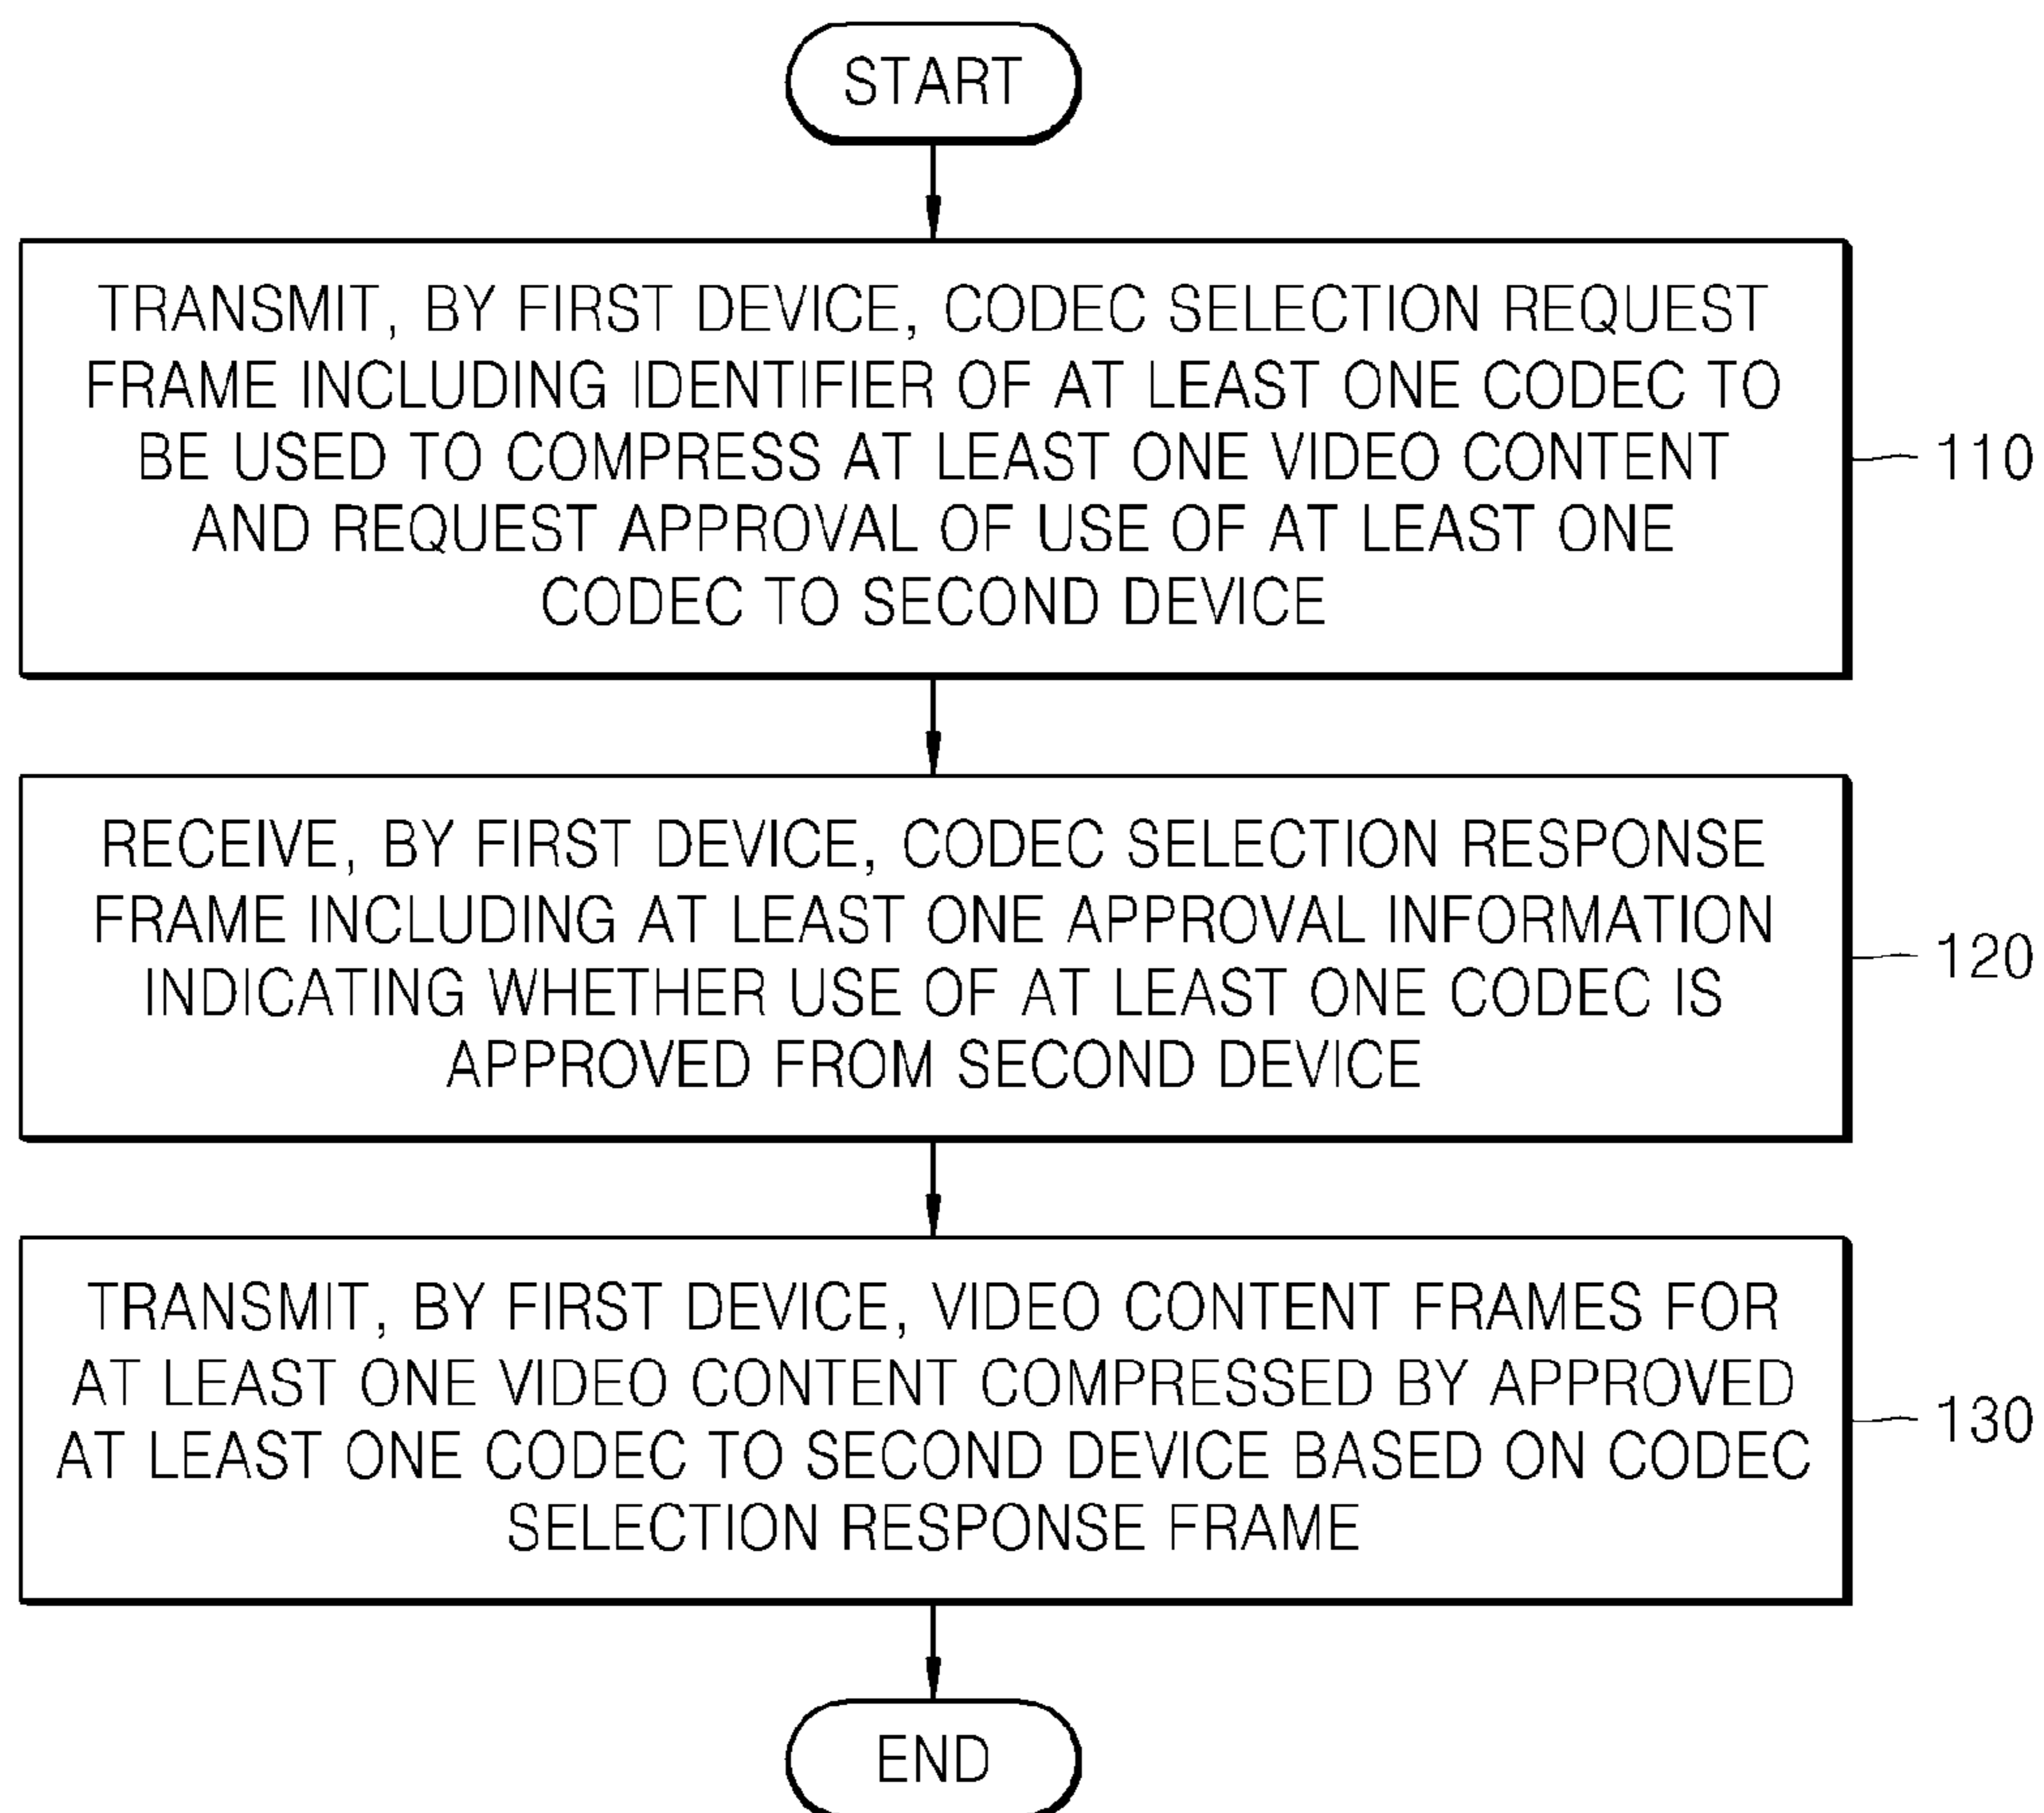 START
TRANSMIT, BY FIRST DEVICE, CODEC SELECTION REQUEST
FRAME INCLUDING IDENTIFIER OF AT LEAST ONE CODEC TO
BE USED TO COMPRESS AT LEAST ONE VIDEO CONTENT
AND REQUEST APPROVAL OF USE OF AT LEAST ONE
CODEC TO SECOND DEVICE
110
RECEIVE, BY FIRST DEVICE, CODEC SELECTION RESPONSE
FRAME INCLUDING AT LEAST ONE APPROVAL INFORMATION
INDICATING WHETHER USE OF AT LEAST ONE CODEC IS
APPROVED FROM SECOND DEVICE
120
TRANSMIT, BY FIRST DEVICE, VIDEO CONTENT FRAMES FOR
AT LEAST ONE VIDEO CONTENT COMPRESSED BY APPROVED
AT LEAST ONE CODEC TO SECOND DEVICE BASED ON CODEC
SELECTION RESPONSE FRAME
130
END